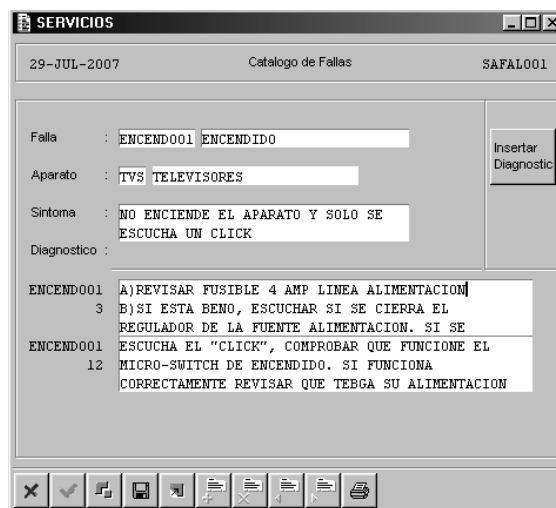 SERVICIOS
29-JUL-2007 Catalogo de Fallas SAFAL001
Falla : ENCEND001 ENCENDIDO
Insertar
Diagnostic
Aparato : TVS TELEVISORES
Sintoma : NO ENCIENDE EL APARATO Y SOLO SE
ESCUCHA UN CLICK
Diagnostico :
ENCEND001 A)REVISAR FUSIBLE 4 AMP LINEA ALIMENTACION
3 B)SI ESTA BENO, ESCUCHAR SI SE CIERRA EL
REGULADOR DE LA FUENTE ALIMENTACION. SI SE
ENCEND001 ESCUCHA EL "CLICK", COMPROBAR QUE FUNCIONE EL
12 MICRO-SWITCH DE ENCENDIDO. SI FUNCIONA
CORRECTAMENTE REVISAR QUE TEBGA SU ALIMENTACION